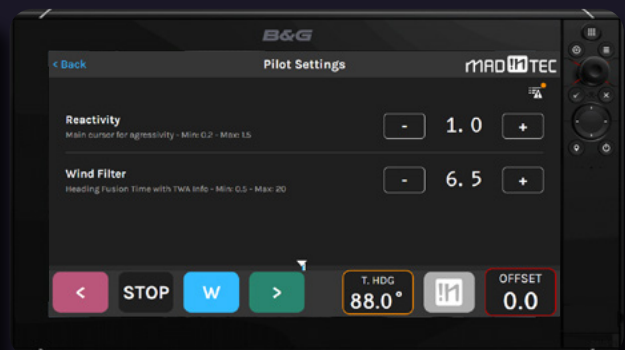 B&G
< Back
Pilot Settings
MADINTEC
Reactivity
Main cursor for agressivity - Min: 0.2 - Max: 1.5
- 1.0 +
Wind Filter
Heading Fusion Time with TWA Info - Min: 0.5 - Max: 20
- 6.5 +
< STOP W >
T. HDG
88.0°
OFFSET
0.0